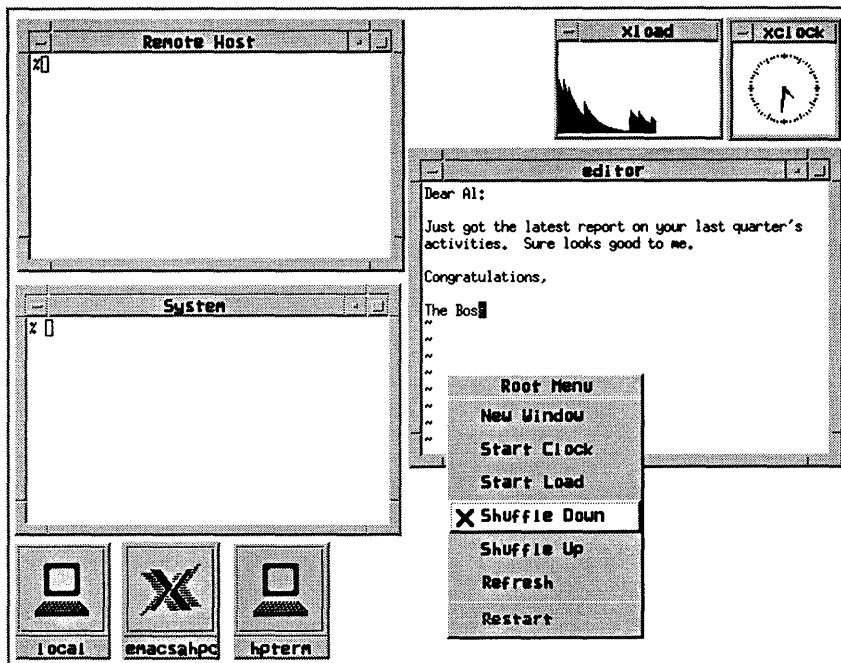 Remote Host
%
xload
xclock
editor
Dear Al:
Just got the latest report on your last quarter's
activities.  Sure looks good to me.
Congratulations,
The Boss
~
~
~
~
~
~
~
~
System
%
Root Menu
New Window
Start Clock
Start Load
Shuffle Down
Shuffle Up
Refresh
Restart
local
emacsahpc
hpterm